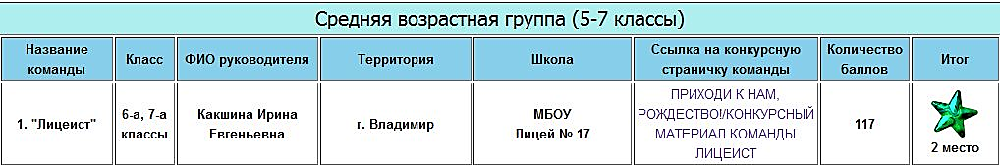 Средняя возрастная группа (5-7 классы)
Название
команды
Класс
ФИО руководителя
Территория
Школа
Ссылка на конкурсную
страничку команды
Количество
баллов
Итог
1. "Лицеист"
6-а, 7-а
классы
Какшина Ирина
Евгеньевна
г. Владимир
МБОУ
Лицей № 17
ПРИХОДИ К НАМ,
РОЖДЕСТВО!/КОНКУРСНЫЙ
МАТЕРИАЛ КОМАНДЫ
ЛИЦЕИСТ
117
2 место